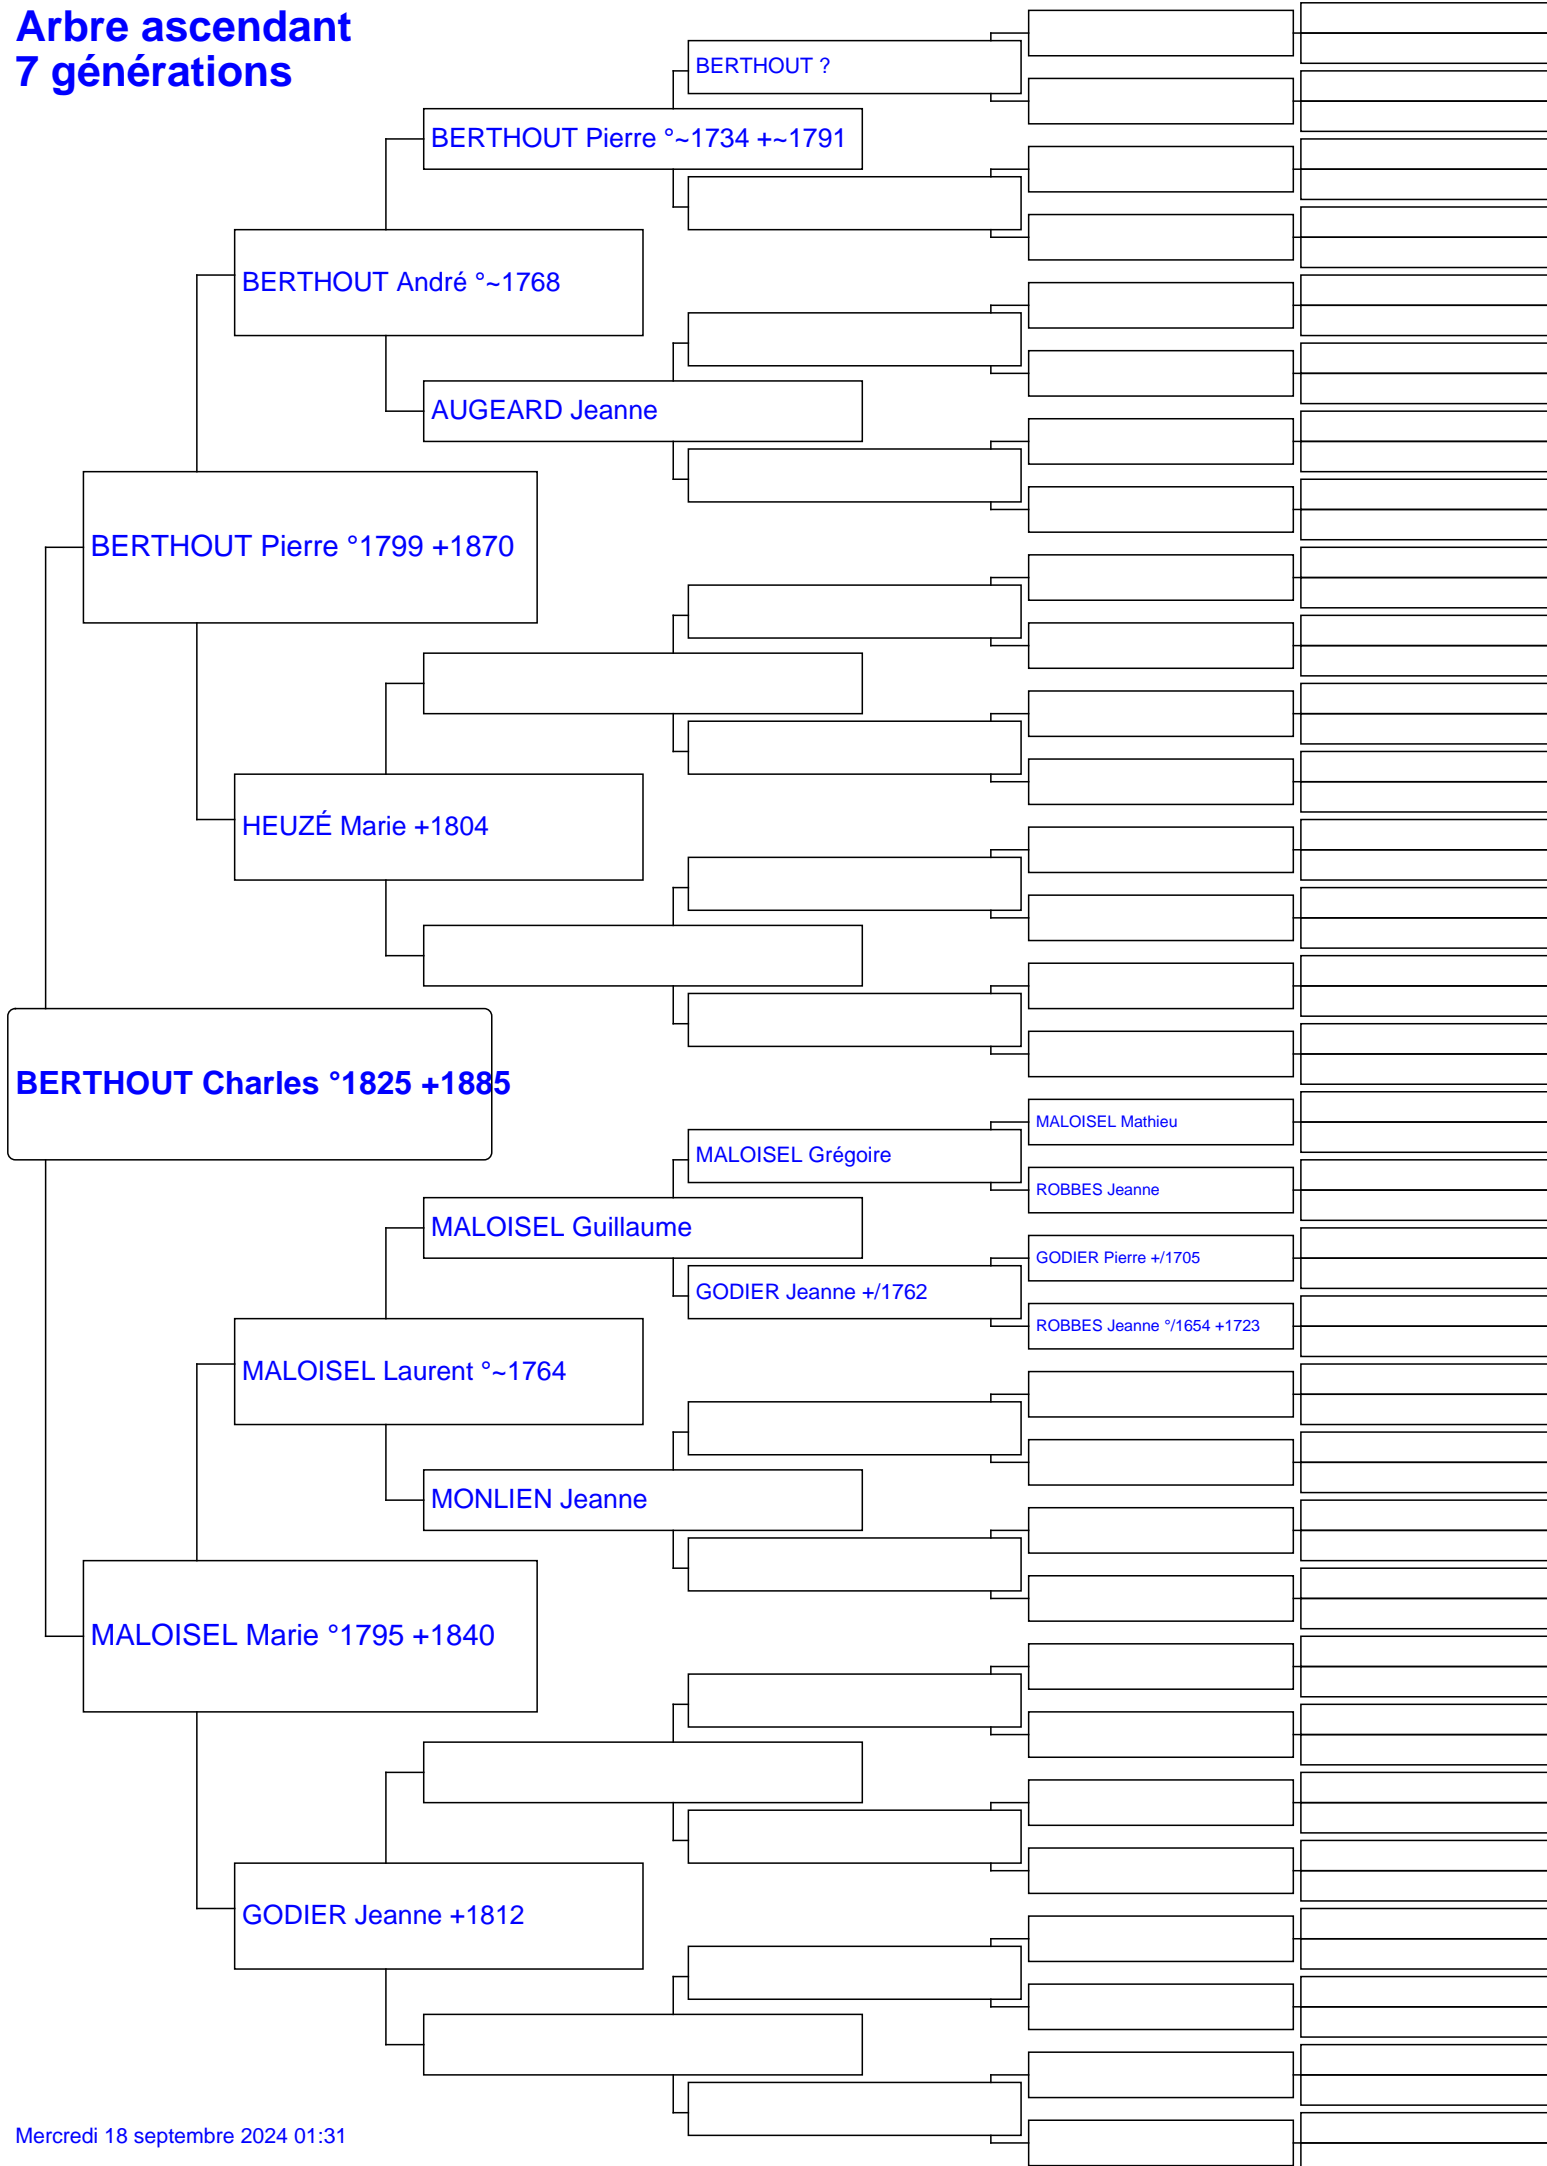 Arbre ascendant
7 générations
BERTHOUT ?
BERTHOUT Pierre °~1734 +~1791
BERTHOUT André °~1768
AUGEARD Jeanne
BERTHOUT Pierre °1799 +1870
HEUZÉ Marie +1804
BERTHOUT Charles °1825 +1885
MALOISEL Mathieu
MALOISEL Grégoire
ROBBES Jeanne
MALOISEL Guillaume
GODIER Pierre +/1705
GODIER Jeanne +/1762
ROBBES Jeanne °/1654 +1723
MALOISEL Laurent °~1764
MONLIEN Jeanne
MALOISEL Marie °1795 +1840
GODIER Jeanne +1812
Mercredi 18 septembre 2024 01:31